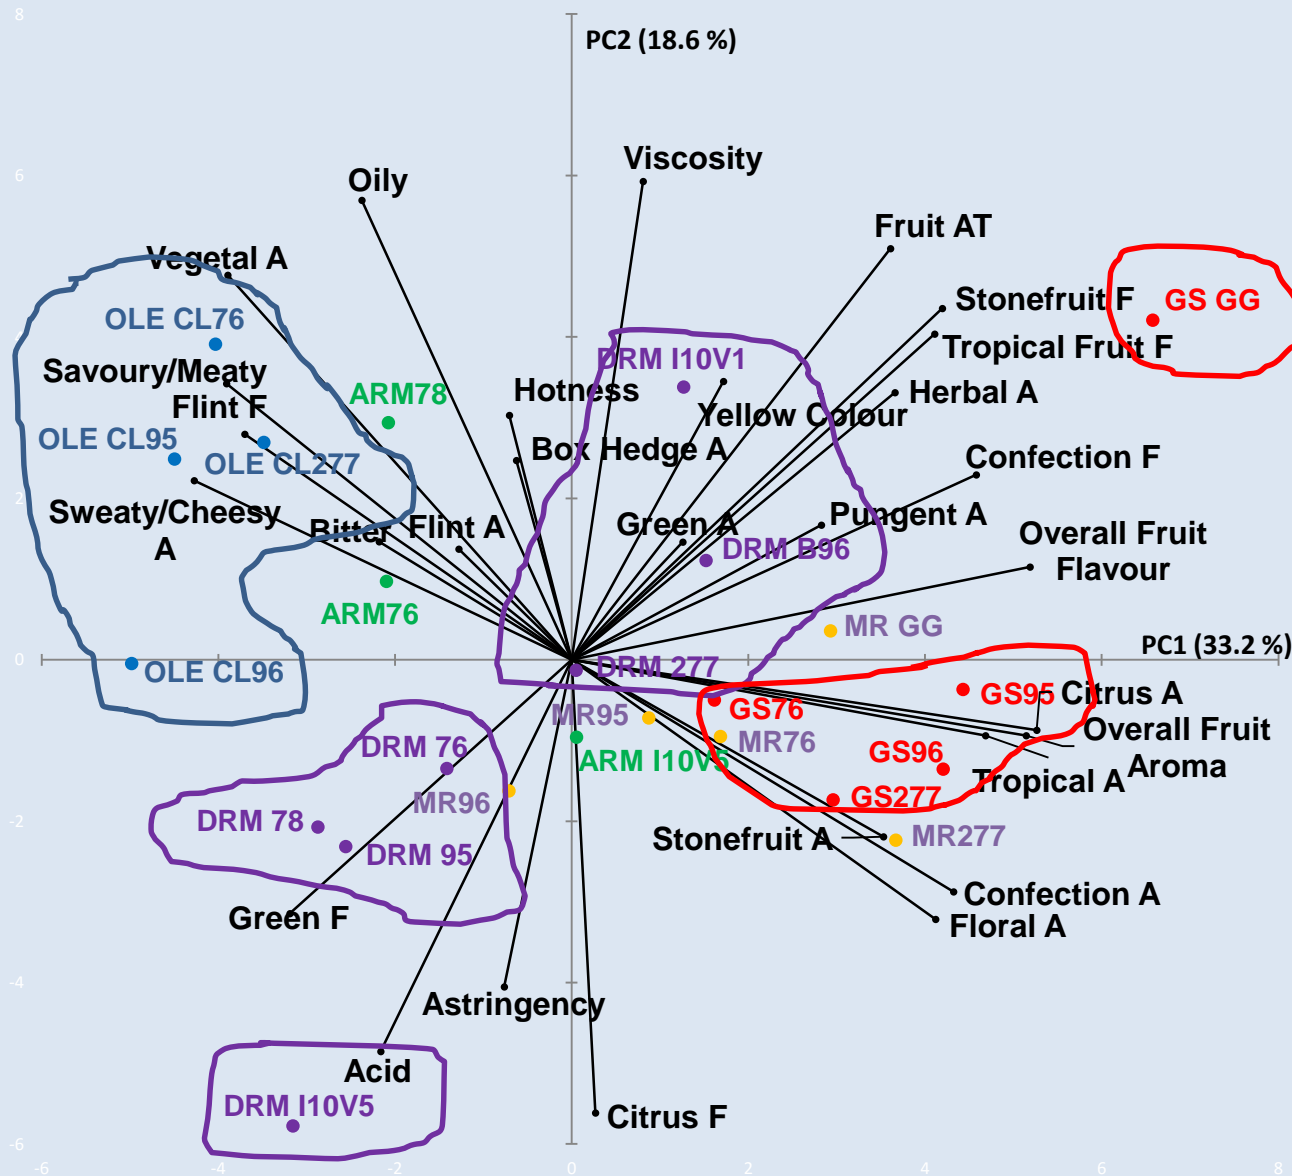 8
PC2 (18.6 %)
Viscosity
6
Oily
Fruit AT
Vegetal A
Stonefruit F
GS GG
OLE CL76
Tropical Fruit F
DRM I10V1
Savoury/Meaty
ARM78
Hotness
Herbal A
Flint F
Yellow Colour
OLE CL95
OLE CL277
Box Hedge A
Confection F
2
Sweaty/Cheesy
A
Bitter
Flint A
Green A
Pungent A
DRM B96
Overall Fruit
Flavour
ARM76
MR GG
PC1 (33.2 %)
0
-6
-4
-2
0
2
4
6
8
OLE CL96
DRM 277
GS95
Citrus A
MR95
GS76
Overall Fruit
Aroma
DRM 76
ARM I10V5
MR76
GS96
Tropical A
MR96
GS277
-2
DRM 78
DRM 95
Stonefruit A
MR277
Green F
Confection A
Floral A
-4
Astringency
Acid
DRM I10V5
Citrus F
-6